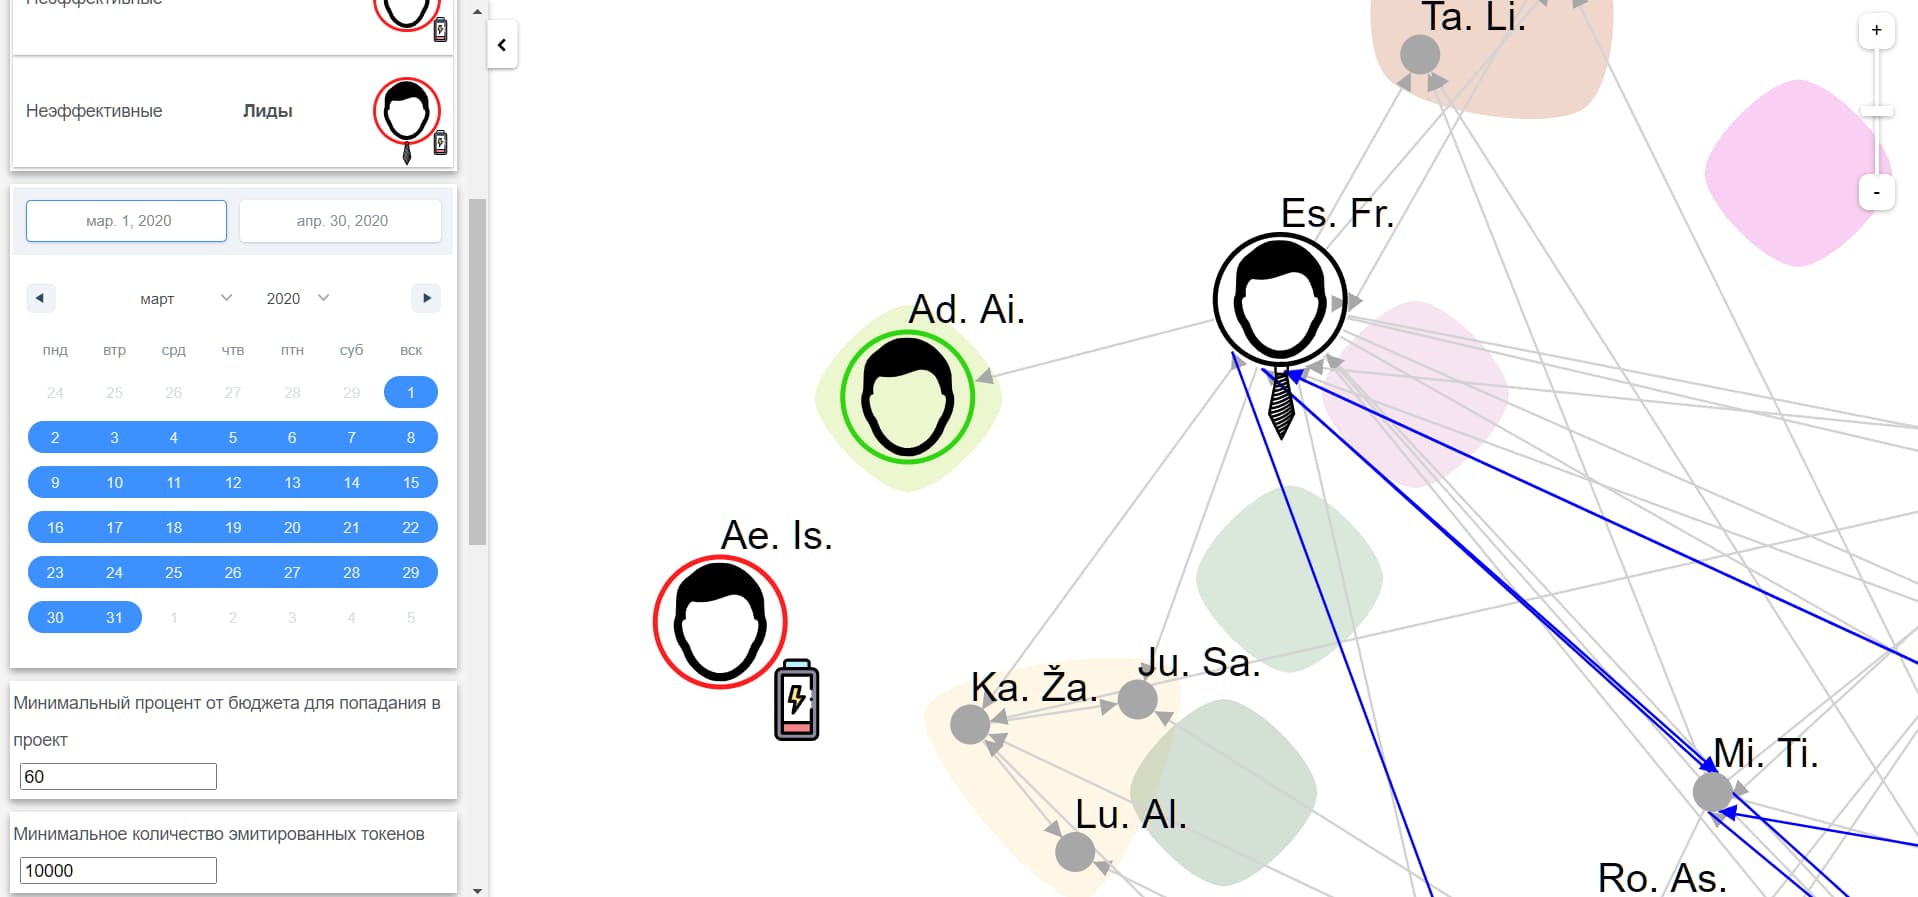 Неэффективные
Неэффективные Лиды
мар. 1, 2020 апр. 30, 2020
март 2020
пнд втр срд чтв птн суб вск
24 25 26 27 28 29 1
2 3 4 5 6 7 8
9 10 11 12 13 14 15
16 17 18 19 20 21 22
23 24 25 26 27 28 29
30 31 1 2 3 4 5
Минимальный процент от бюджета для попадания в
проект
60
Минимальное количество эмитированных токенов
10000
Ta. Li.
+
-
Es. Fr.
Ad. Ai.
Ae. Is.
Ju. Sa.
Ka. Ža.
Mi. Ti.
Lu. Al.
Ro. As.